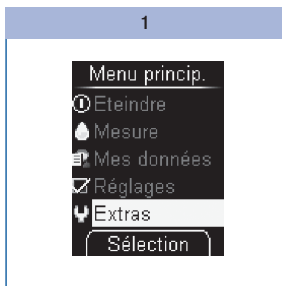 1
Menu princip.
Eteindre
Mesure
Mes données
Réglages
Extras
Sélection